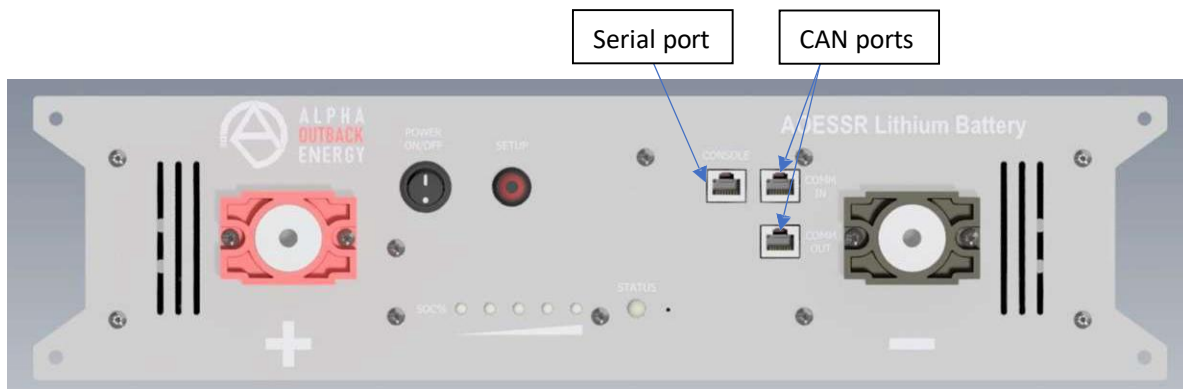 Serial port
CAN ports
ALPHA
OUTBACK
ENERGY
POWER
ON/OFF
SETUP
CONSOLE
AOESSR Lithium Battery
COMM
IN
COMM
OUT
SOC%
STATUS
+
-